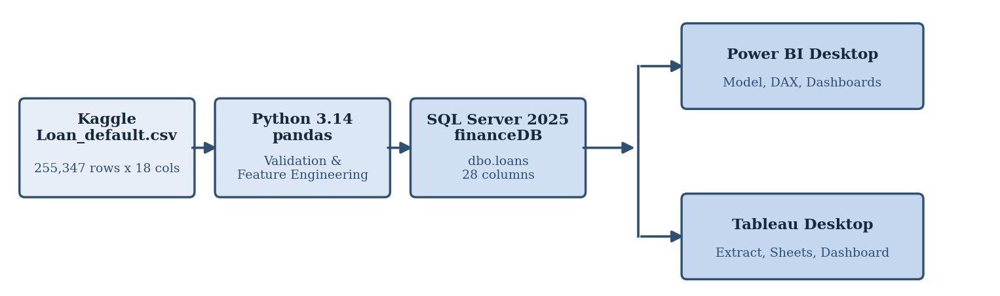 Kaggle
Loan_default.csv
255,347 rows x 18 cols
Python 3.14
pandas
Validation &
Feature Engineering
SQL Server 2025
financeDB
dbo.loans
28 columns
Power BI Desktop
Model, DAX, Dashboards
Tableau Desktop
Extract, Sheets, Dashboard